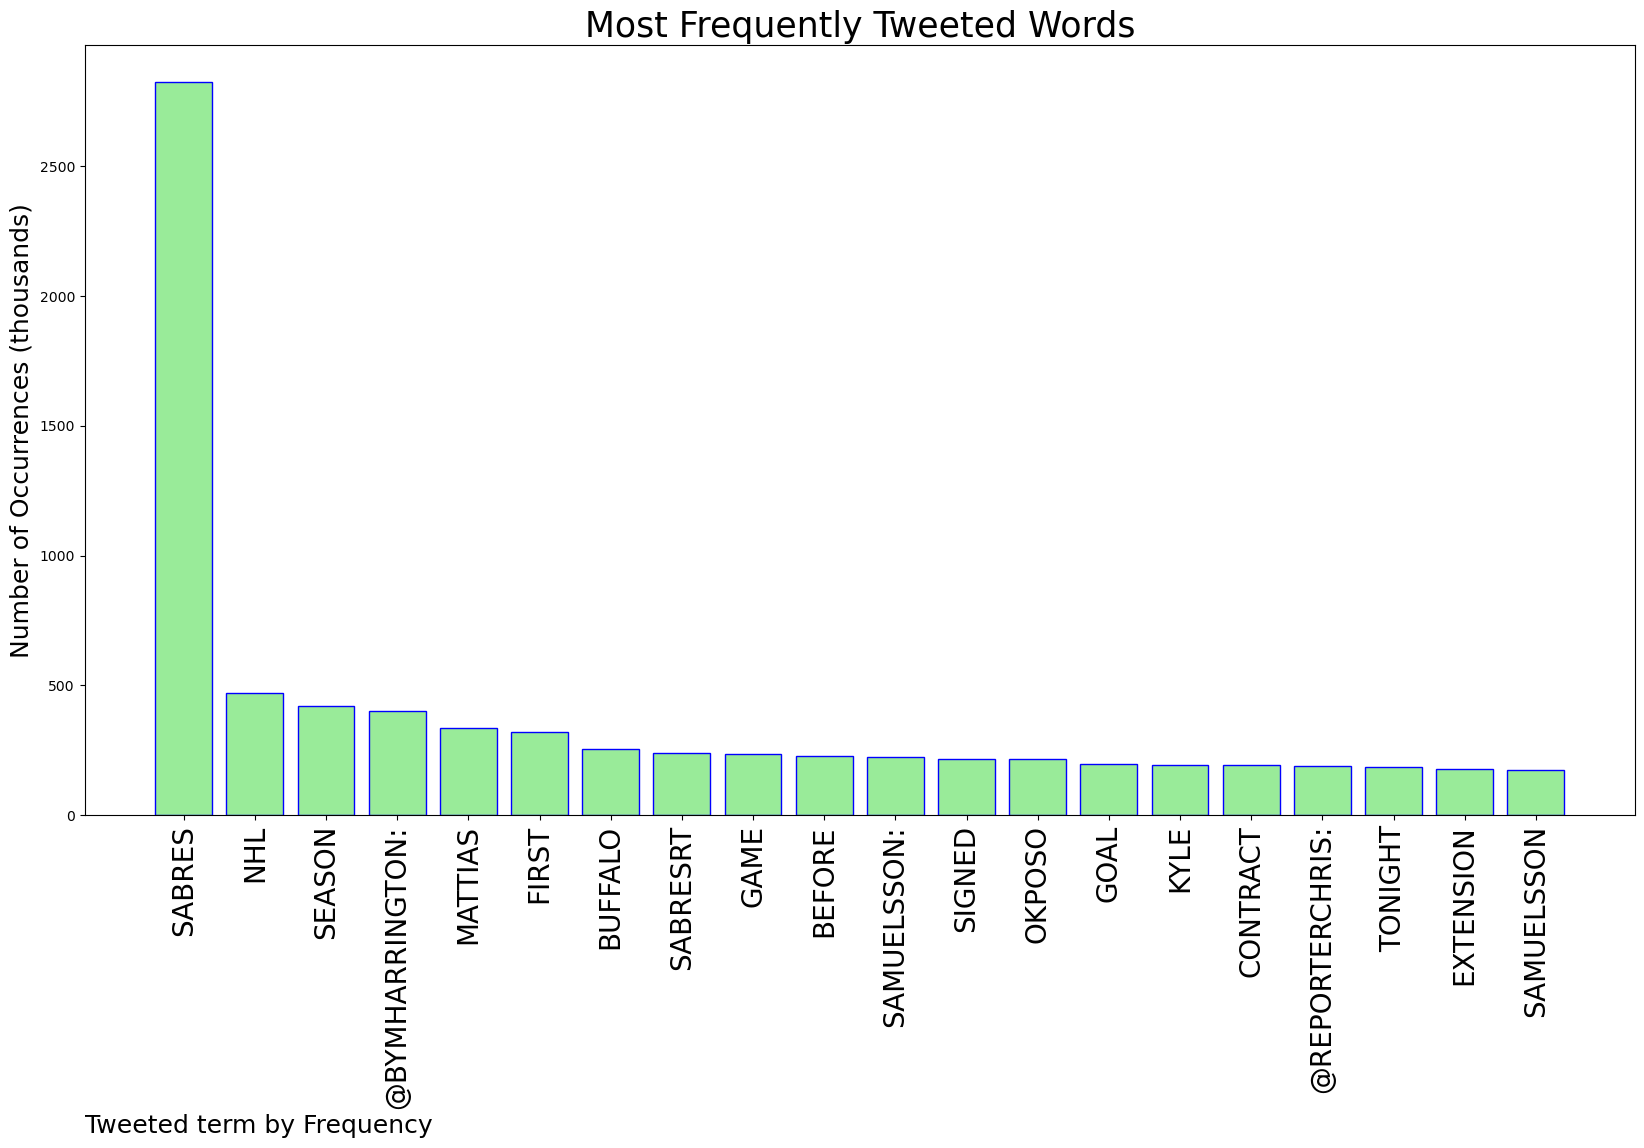 Most Frequently Tweeted Words
Number of Occurrences (thousands)
2500
2000
1500
1000
500
0
SABRES
NHL
SEASON
@BYMHARRINGTON:
MATTIAS
FIRST
BUFFALO
SABRESRT
GAME
BEFORE
SAMUELSSON:
SIGNED
OKPOSO
GOAL
KYLE
CONTRACT
@REPORTERCHRIS:
TONIGHT
EXTENSION
SAMUELSSON
Tweeted term by Frequency